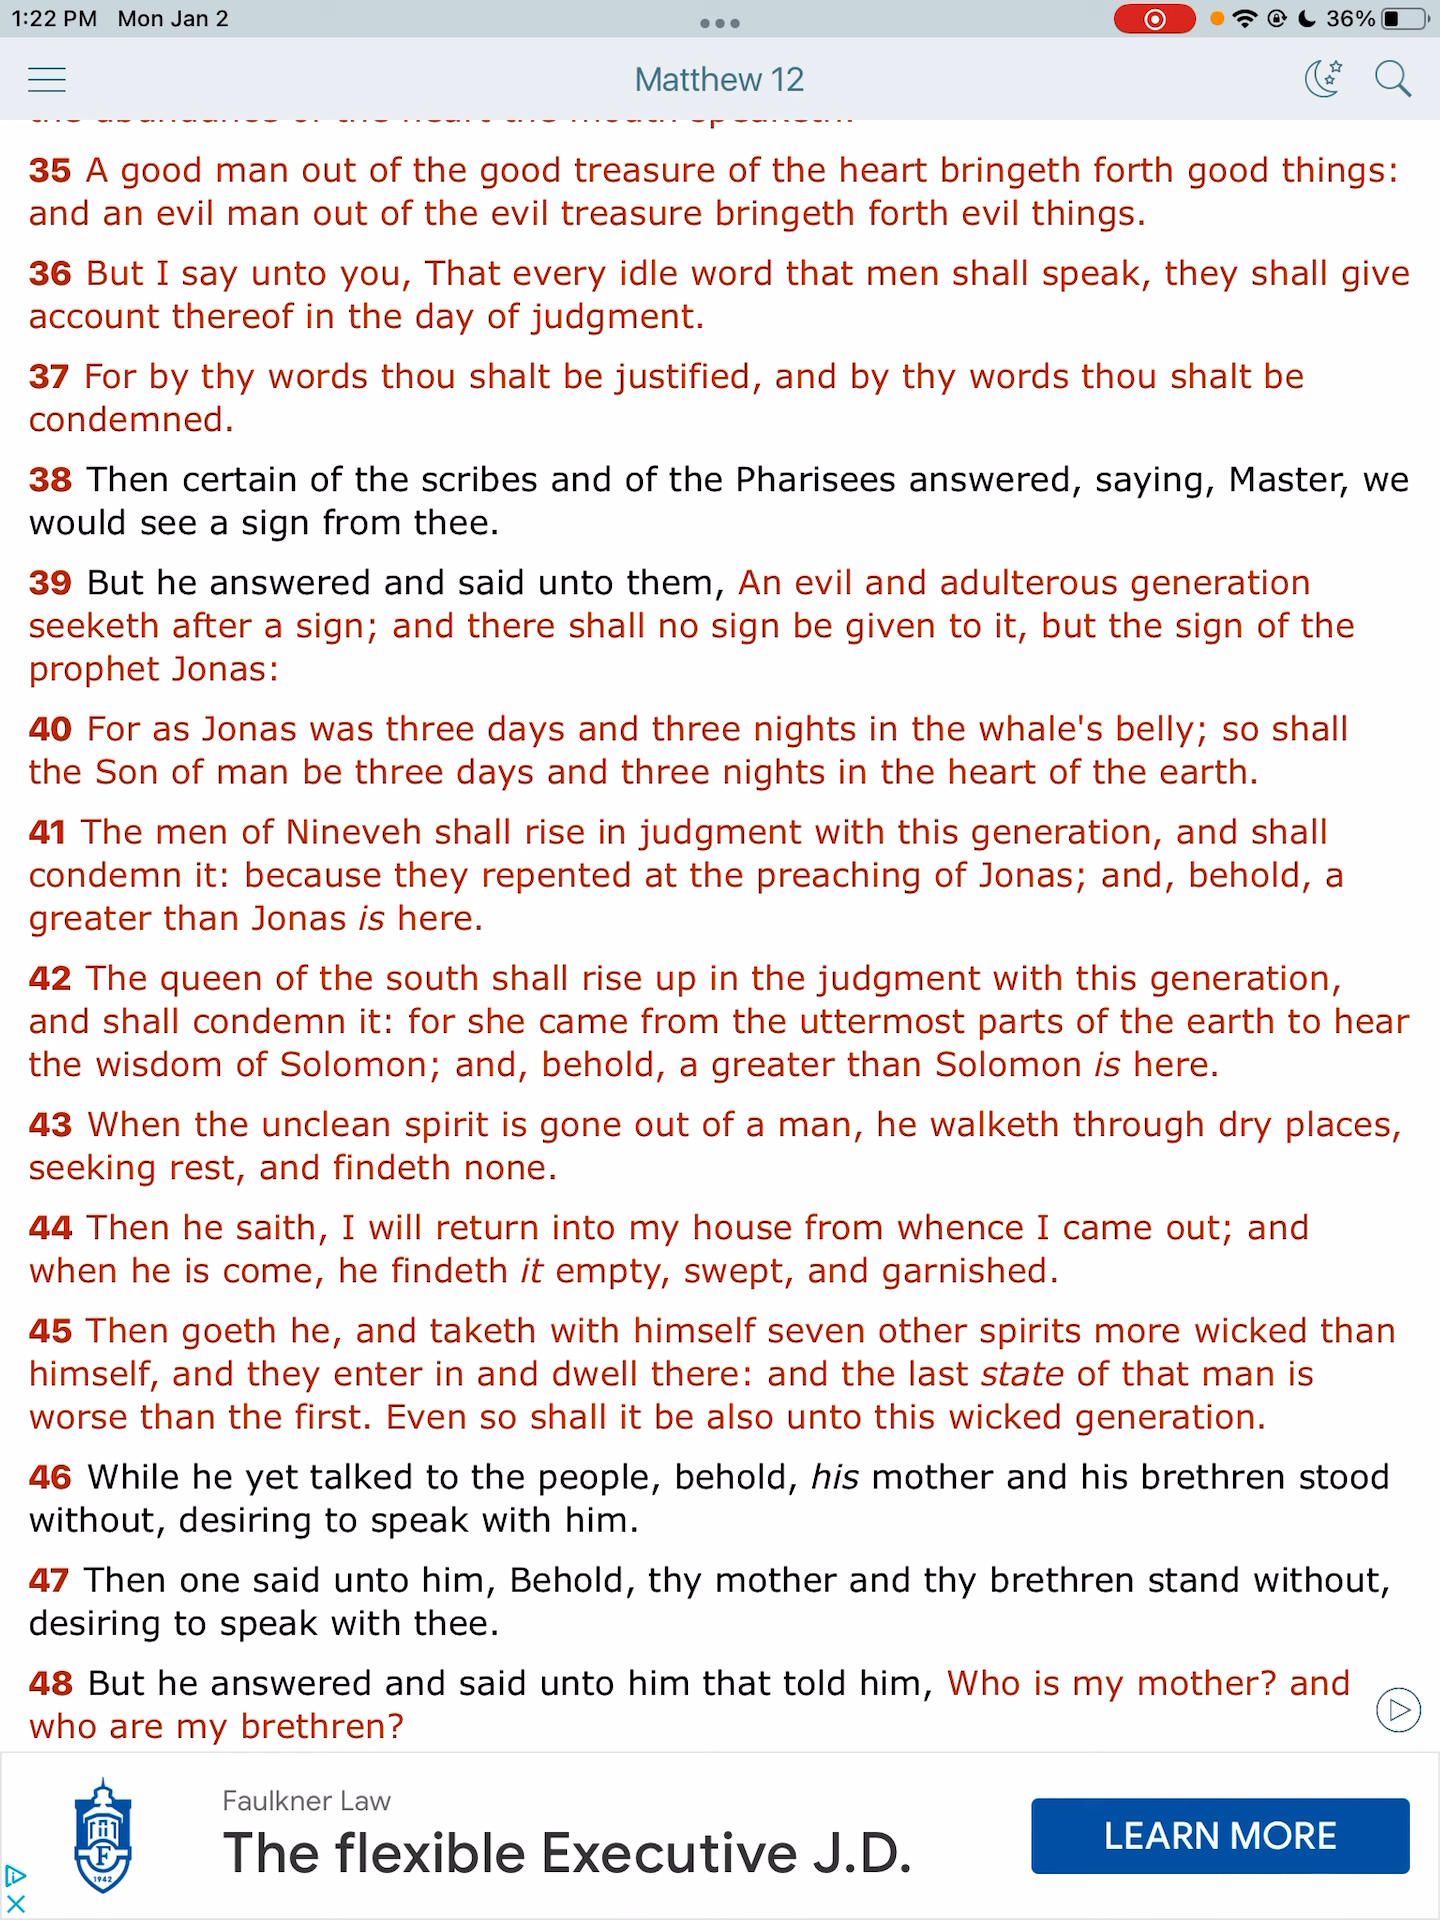 1:22 PM Mon Jan 2
36%
Matthew 12
the abundance of the heart the mouth speaketh.
35 A good man out of the good treasure of the heart bringeth forth good things:
and an evil man out of the evil treasure bringeth forth evil things.
36 But I say unto you, That every idle word that men shall speak, they shall give
account thereof in the day of judgment.
37 For by thy words thou shalt be justified, and by thy words thou shalt be
condemned.
38 Then certain of the scribes and of the Pharisees answered, saying, Master, we
would see a sign from thee.
39 But he answered and said unto them, An evil and adulterous generation
seeketh after a sign; and there shall no sign be given to it, but the sign of the
prophet Jonas:
40 For as Jonas was three days and three nights in the whale's belly; so shall
the Son of man be three days and three nights in the heart of the earth.
41 The men of Nineveh shall rise in judgment with this generation, and shall
condemn it: because they repented at the preaching of Jonas; and, behold, a
greater than Jonas is here.
42 The queen of the south shall rise up in the judgment with this generation,
and shall condemn it: for she came from the uttermost parts of the earth to hear
the wisdom of Solomon; and, behold, a greater than Solomon is here.
43 When the unclean spirit is gone out of a man, he walketh through dry places,
seeking rest, and findeth none.
44 Then he saith, I will return into my house from whence I came out; and
when he is come, he findeth it empty, swept, and garnished.
45 Then goeth he, and taketh with himself seven other spirits more wicked than
himself, and they enter in and dwell there: and the last state of that man is
worse than the first. Even so shall it be also unto this wicked generation.
46 While he yet talked to the people, behold, his mother and his brethren stood
without, desiring to speak with him.
47 Then one said unto him, Behold, thy mother and thy brethren stand without,
desiring to speak with thee.
48 But he answered and said unto him that told him, Who is my mother? and
who are my brethren?
Faulkner Law
The flexible Executive J.D.
LEARN MORE
F
1942